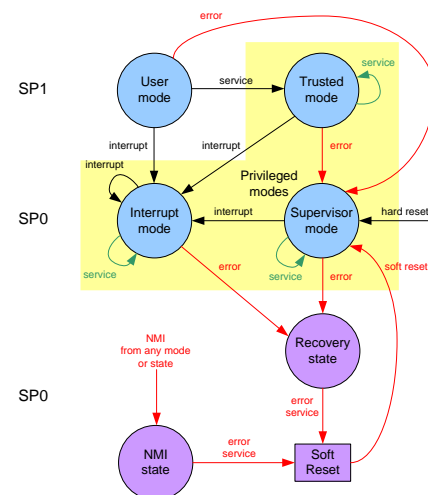 error
SP1
User
mode
service
Trusted
mode
service
interrupt
interrupt
interrupt
error
Privileged
modes
SP0
Interrupt
mode
interrupt
Supervisor
mode
hard reset
service
service
error
error
soft reset
Recovery
state
NMI
from any mode
or state
SP0
error
service
NMI
state
error
service
Soft
Reset